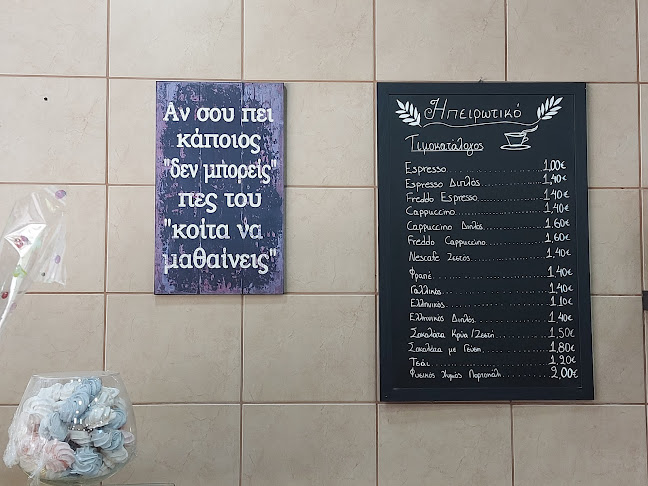 Αν σου πει
κάποιος
"δεν μπορείς"
πες του
"κοίτα να
μαθαίνεις"
Ηπειρωτικό
Τιμοκατάλογος
Espresso 1,00€
Espresso Διπλός 1,40€
Freddo Espresso 1,40€
Cappuccino 1,40€
Cappuccino Διπλός 1,60€
Freddo Cappuccino 1,60€
Nescafe Ζεστός 1,40€
Φραπέ 1,40€
Γαλλικός 1,40€
Ελληνικός 1,10€
Ελληνικός Διπλός 1,40€
Σοκολάτα Κρύα/Ζεστή 1,50€
Σοκολάτα με Γεύση 1,80€
Τσάι 1,20€
Φυσικός Χυμός Πορτοκάλι 2,00€